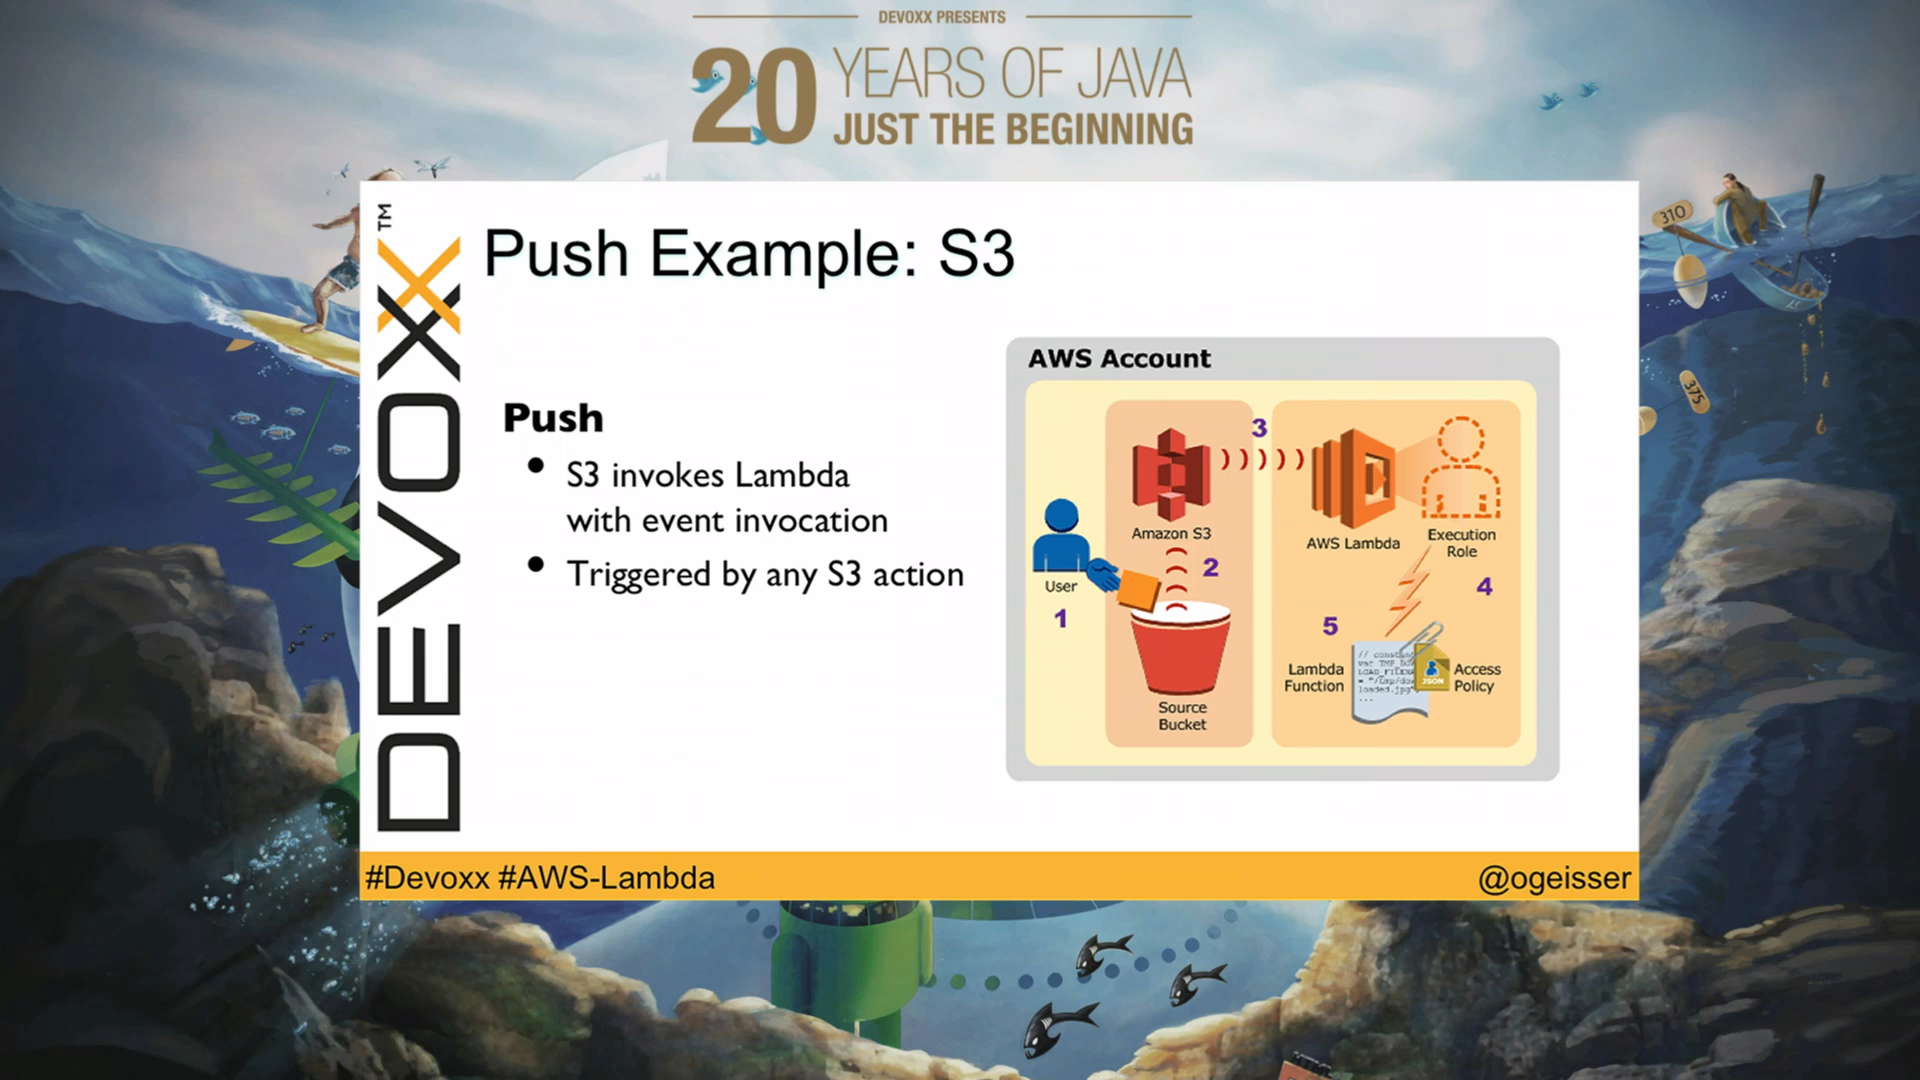 DEVOXX PRESENTS
20 YEARS OF JAVA
JUST THE BEGINNING
DEVOXX™
Push Example: S3
Push
• S3 invokes Lambda
with event invocation
• Triggered by any S3 action
AWS Account
3
Amazon S3
AWS Lambda
Execution
Role
User
1
2
4
5
Source
Bucket
Lambda
Function
JSON
Access
Policy
310
375
#Devoxx #AWS-Lambda
@ogeisser